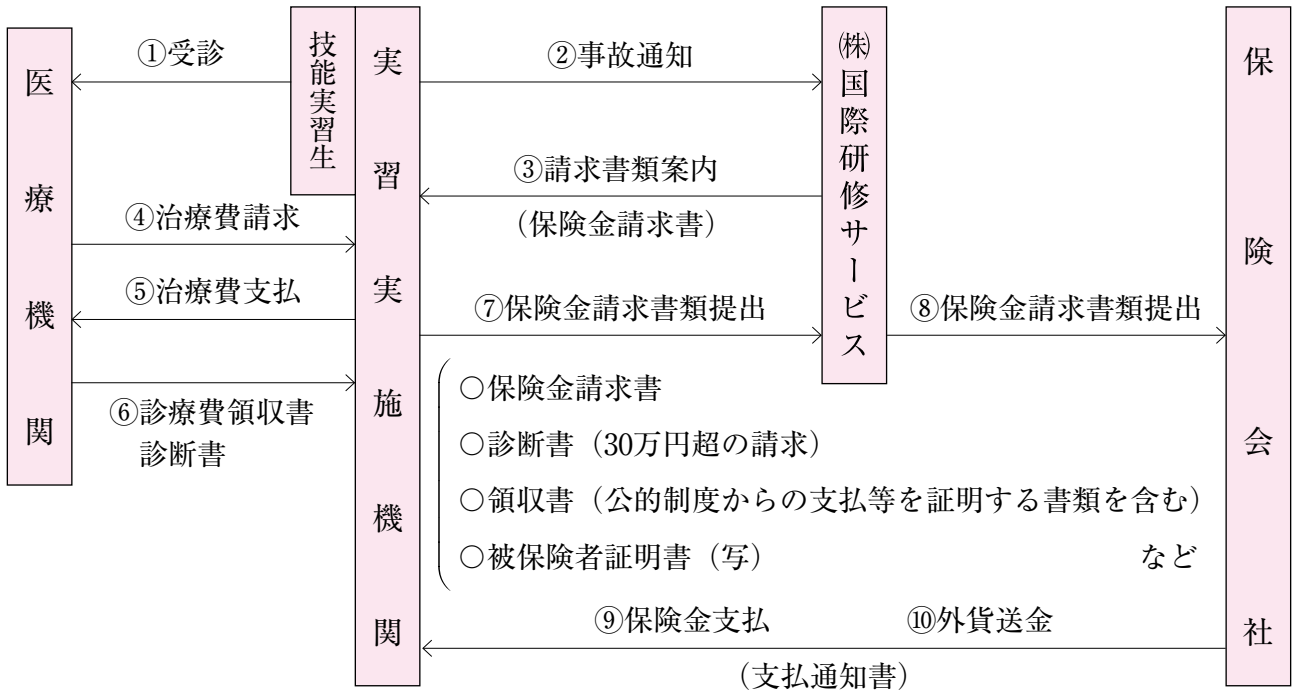 医療機関
技能実習生
実習実施機関
㈱国際研修サービス
保険会社
①受診
②事故通知
③請求書類案内
(保険金請求書)
④治療費請求
⑤治療費支払
⑥診療費領収書
診断書
⑦保険金請求書類提出
⑧保険金請求書類提出
○保険金請求書
○診断書（30万円超の請求）
○領収書（公的制度からの支払等を証明する書類を含む）
○被保険者証明書（写） など
⑨保険金支払 ⑩外貨送金
(支払通知書)